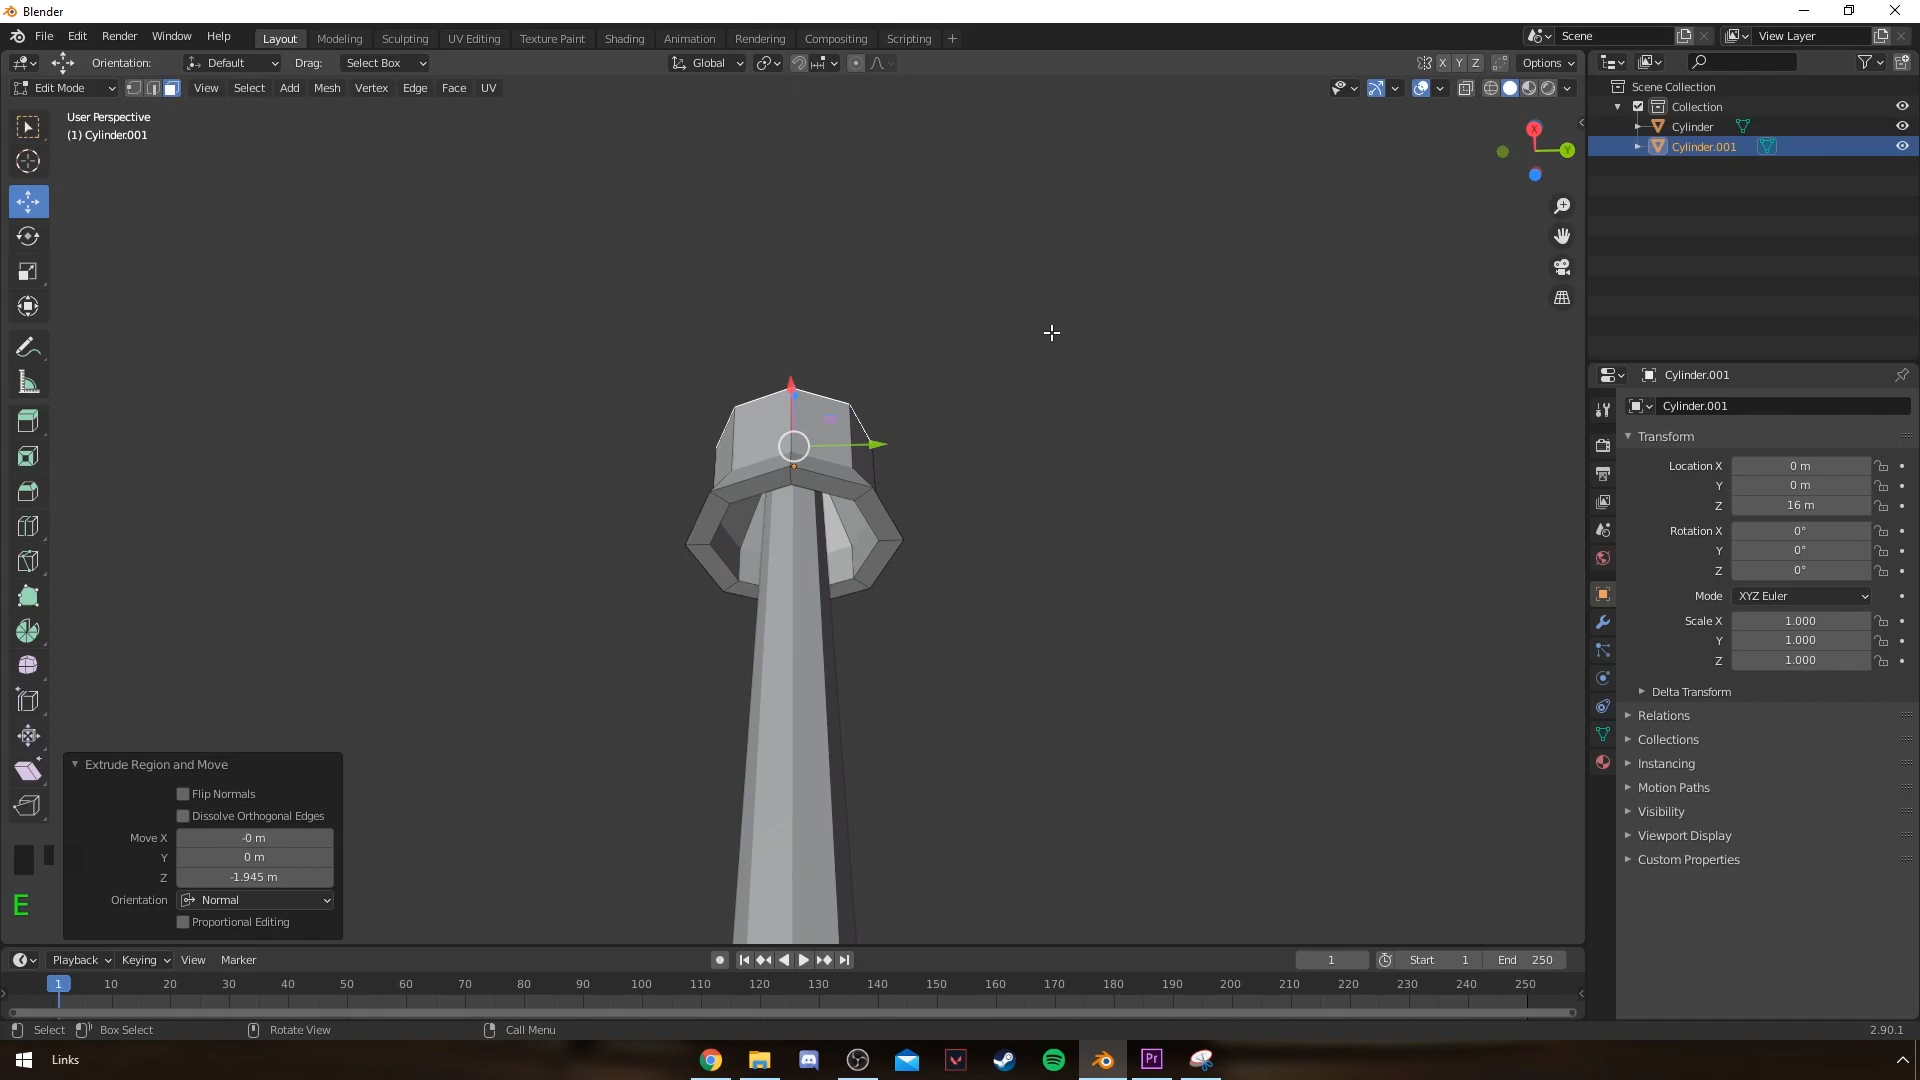 Blender
File Edit Render Window Help
Layout Modeling Sculpting UV Editing Texture Paint Shading Animation Rendering Compositing Scripting +
Scene
View Layer
Orientation: Default Drag: Select Box
Global
X Y Z
Options
Edit Mode View Select Add Mesh Vertex Edge Face UV
User Perspective
(1) Cylinder.001
X
Y
Scene Collection
Collection
Cylinder
Cylinder.001
Cylinder.001
Cylinder.001
Transform
Location X 0 m
Y 0 m
Z 16 m
Rotation X 0°
Y 0°
Z 0°
Mode XYZ Euler
Scale X 1.000
Y 1.000
Z 1.000
Delta Transform
Relations
Collections
Instancing
Motion Paths
Visibility
Viewport Display
Custom Properties
Extrude Region and Move
Flip Normals
Dissolve Orthogonal Edges
Move X -0 m
Y 0 m
Z -1.945 m
Orientation Normal
Proportional Editing
E
Playback Keying View Marker
1 Start 1 End 250
1 10 20 30 40 50 60 70 80 90 100 110 120 130 140 150 160 170 180 190 200 210 220 230 240 250
Select Box Select Rotate View Call Menu 2.90.1
Links
Pr